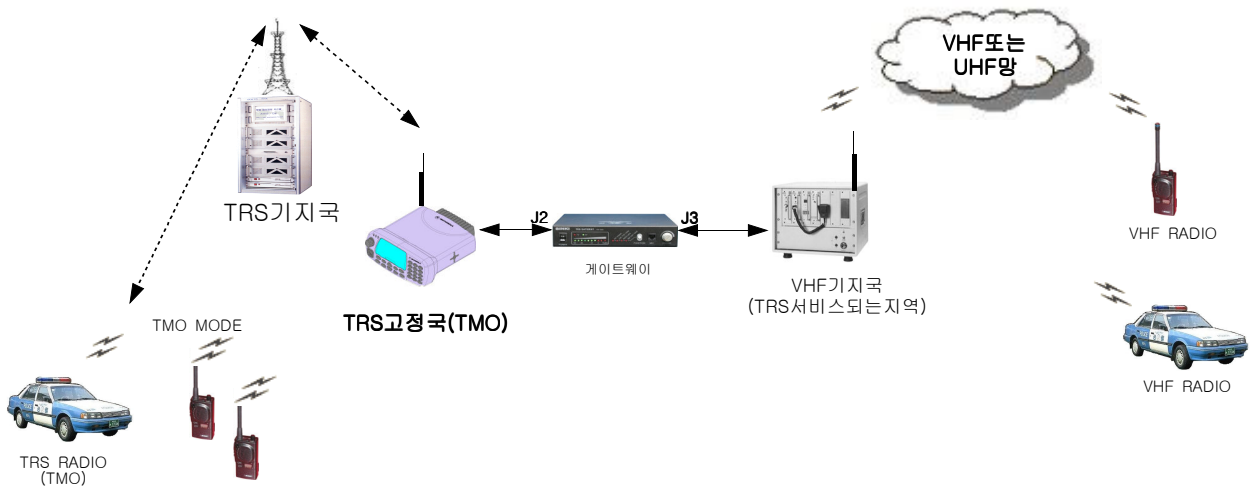 VHF또는
UHF망
TRS기지국
J2
J3
VHF RADIO
게이트웨이
VHF기지국
(TRS서비스되는지역)
TRS고정국(TMO)
TMO MODE
VHF RADIO
TRS RADIO
(TMO)